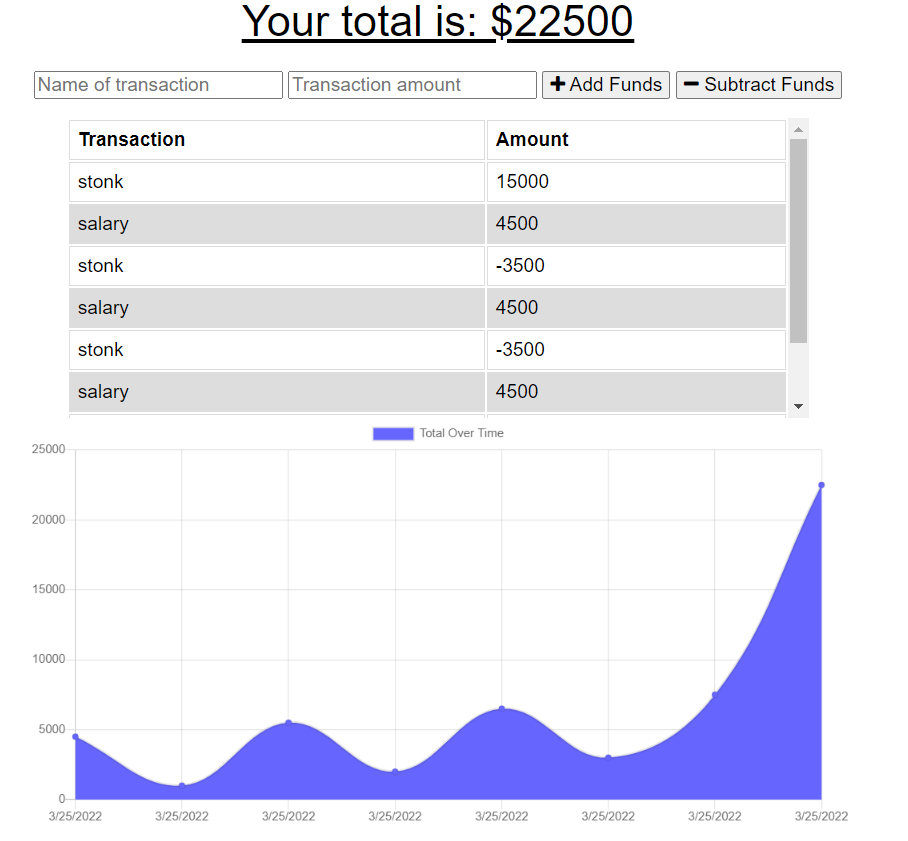 Your total is: $22500
Name of transaction Transaction amount + Add Funds − Subtract Funds
Transaction Amount
stonk 15000
salary 4500
stonk -3500
salary 4500
stonk -3500
salary 4500
Total Over Time
25000
20000
15000
10000
5000
0
3/25/2022 3/25/2022 3/25/2022 3/25/2022 3/25/2022 3/25/2022 3/25/2022 3/25/2022